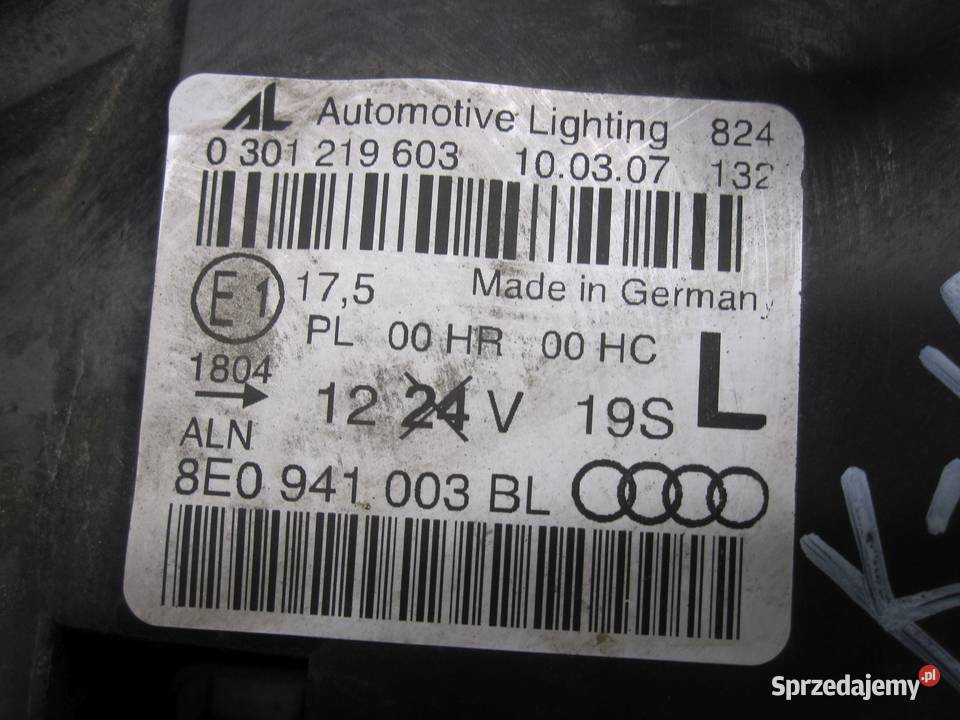 AL Automotive Lighting 824
0 301 219 603 10.03.07 132
E1 17,5 Made in Germany
PL 00 HR 00 HC L
1804
12 24 V 19S
ALN
8E0 941 003 BL
Sprzedajemy.pl